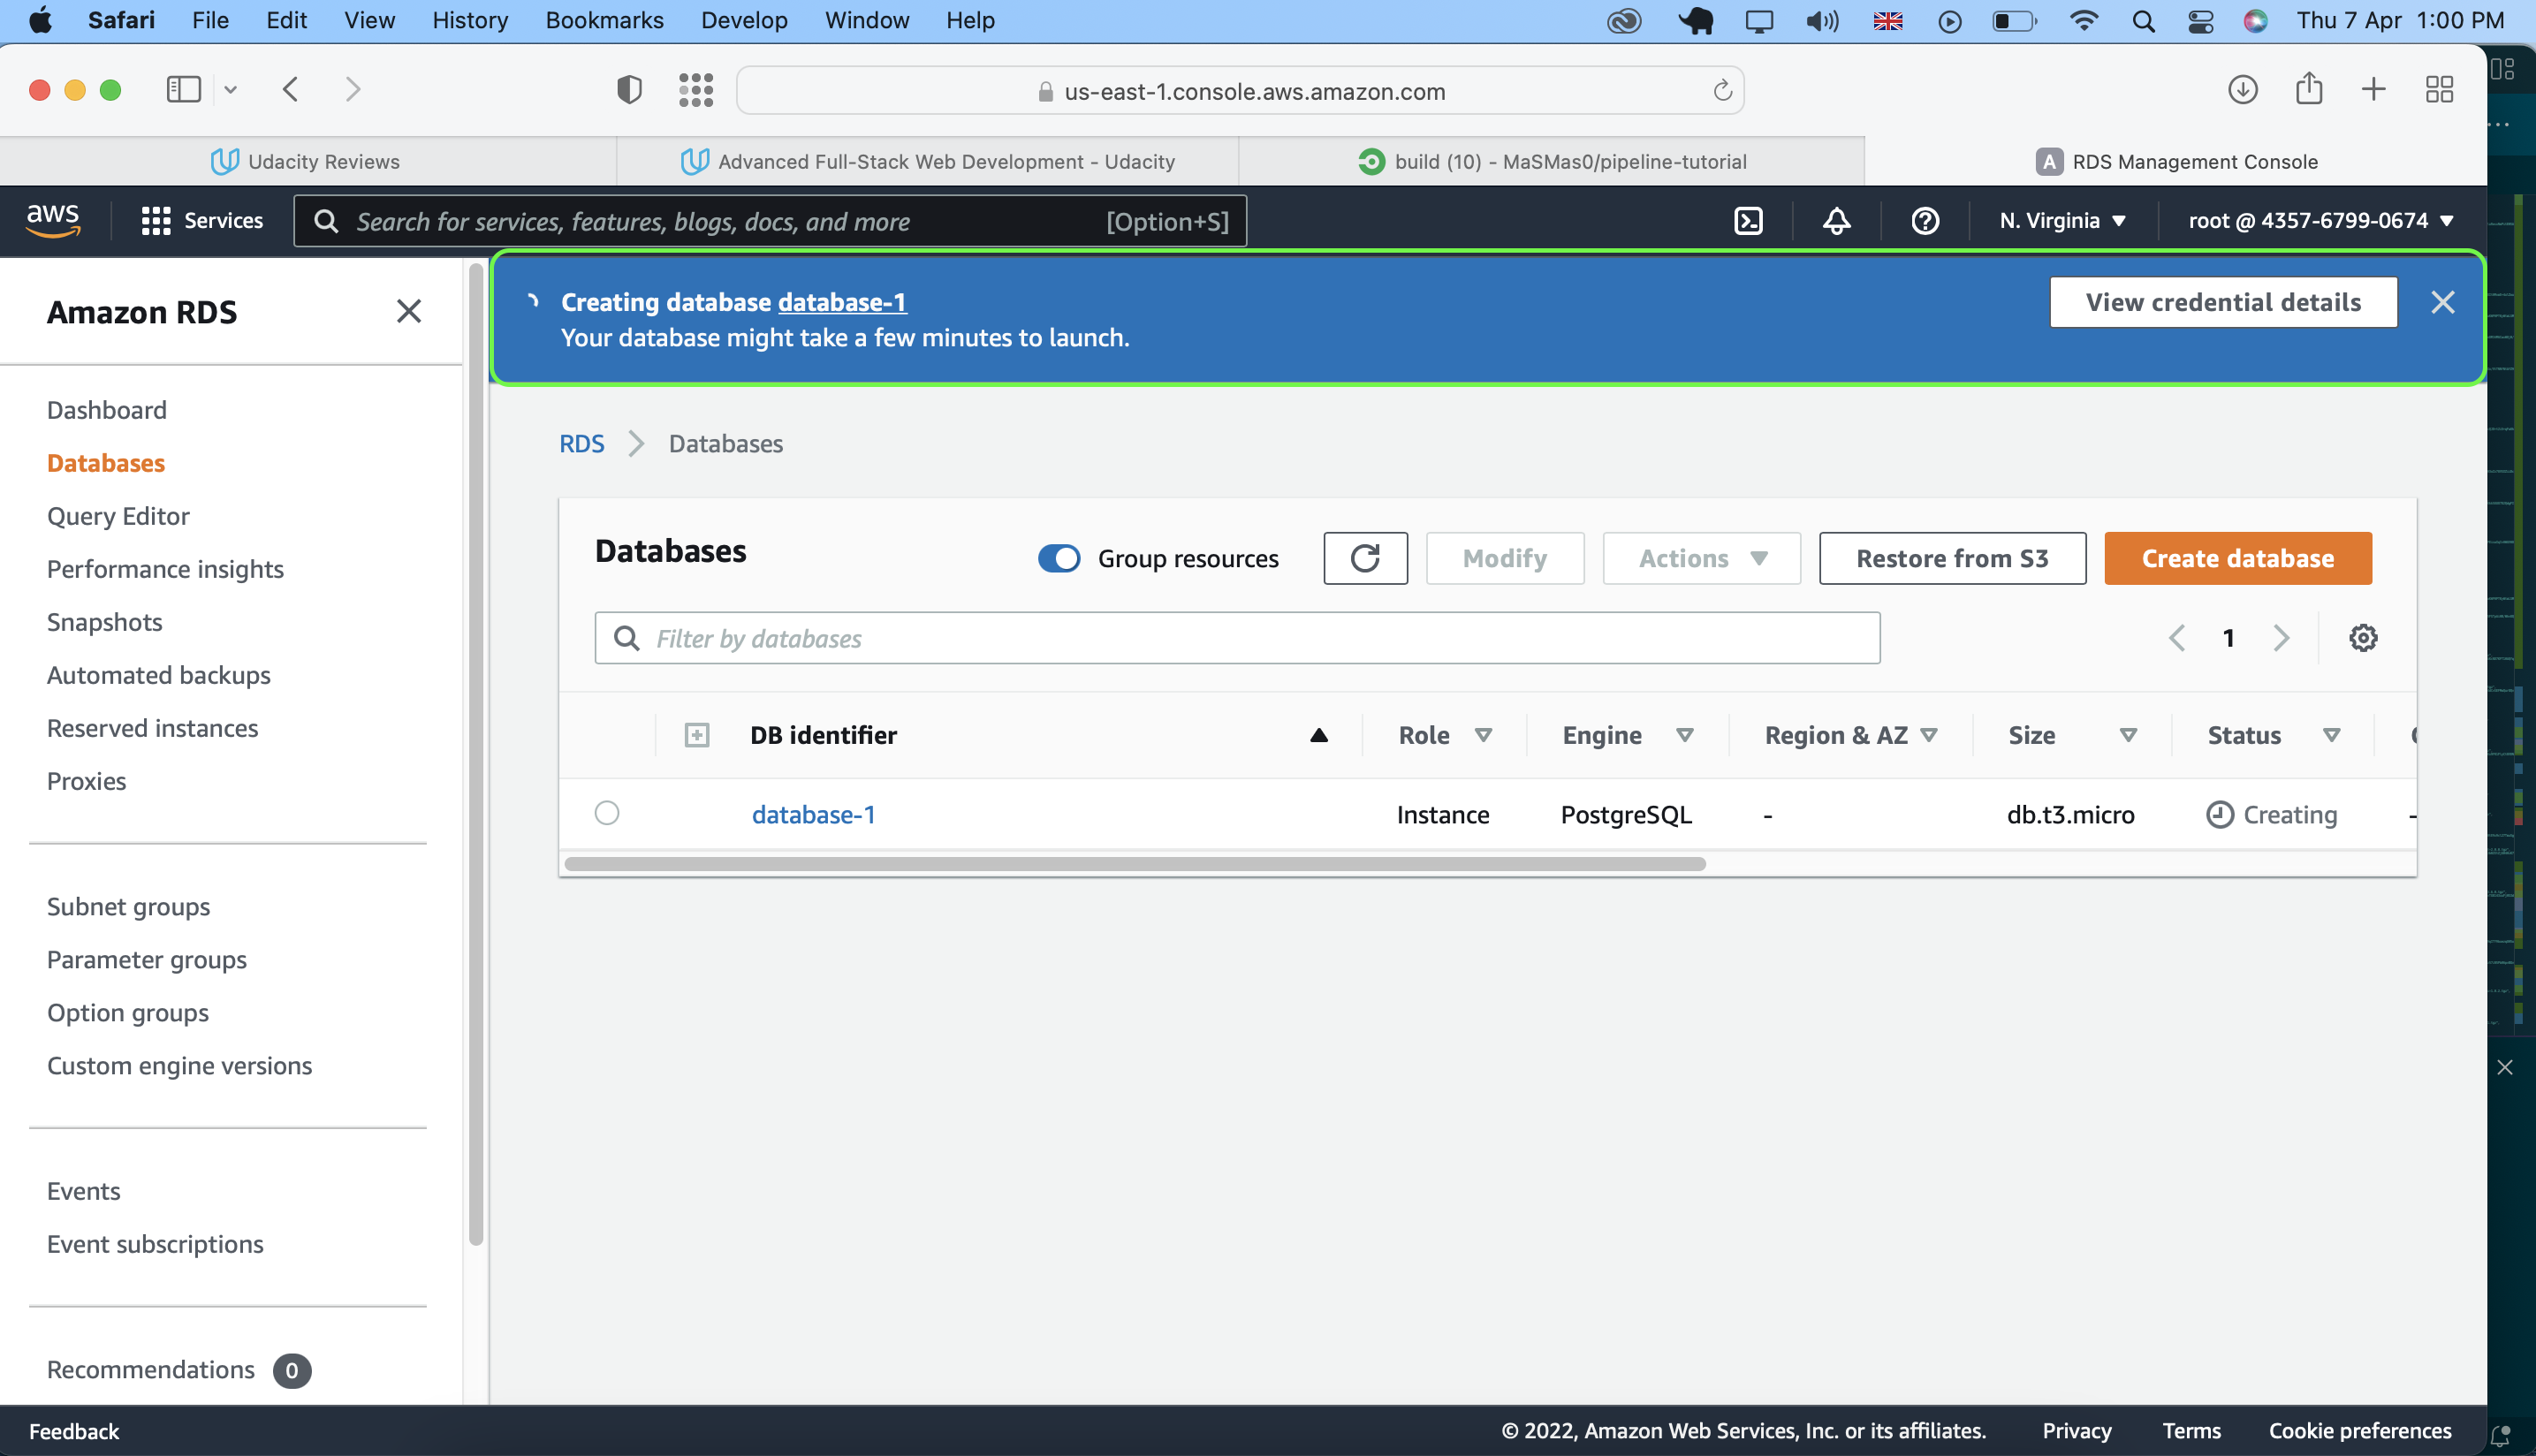 Safari File Edit View History Bookmarks Develop Window Help Thu 7 Apr 1:00 PM
us-east-1.console.aws.amazon.com
Udacity Reviews
Advanced Full-Stack Web Development - Udacity
build (10) - MaSMas0/pipeline-tutorial
A RDS Management Console
aws Services Search for services, features, blogs, docs, and more [Option+S] N. Virginia root @ 4357-6799-0674
Amazon RDS
Dashboard
Databases
Query Editor
Performance insights
Snapshots
Automated backups
Reserved instances
Proxies
Subnet groups
Parameter groups
Option groups
Custom engine versions
Events
Event subscriptions
Recommendations 0
Creating database database-1
Your database might take a few minutes to launch.
View credential details
RDS Databases
Databases
Group resources Modify Actions Restore from S3 Create database
Filter by databases
1
DB identifier Role Engine Region & AZ Size Status
database-1 Instance PostgreSQL - db.t3.micro Creating -
Feedback © 2022, Amazon Web Services, Inc. or its affiliates. Privacy Terms Cookie preferences